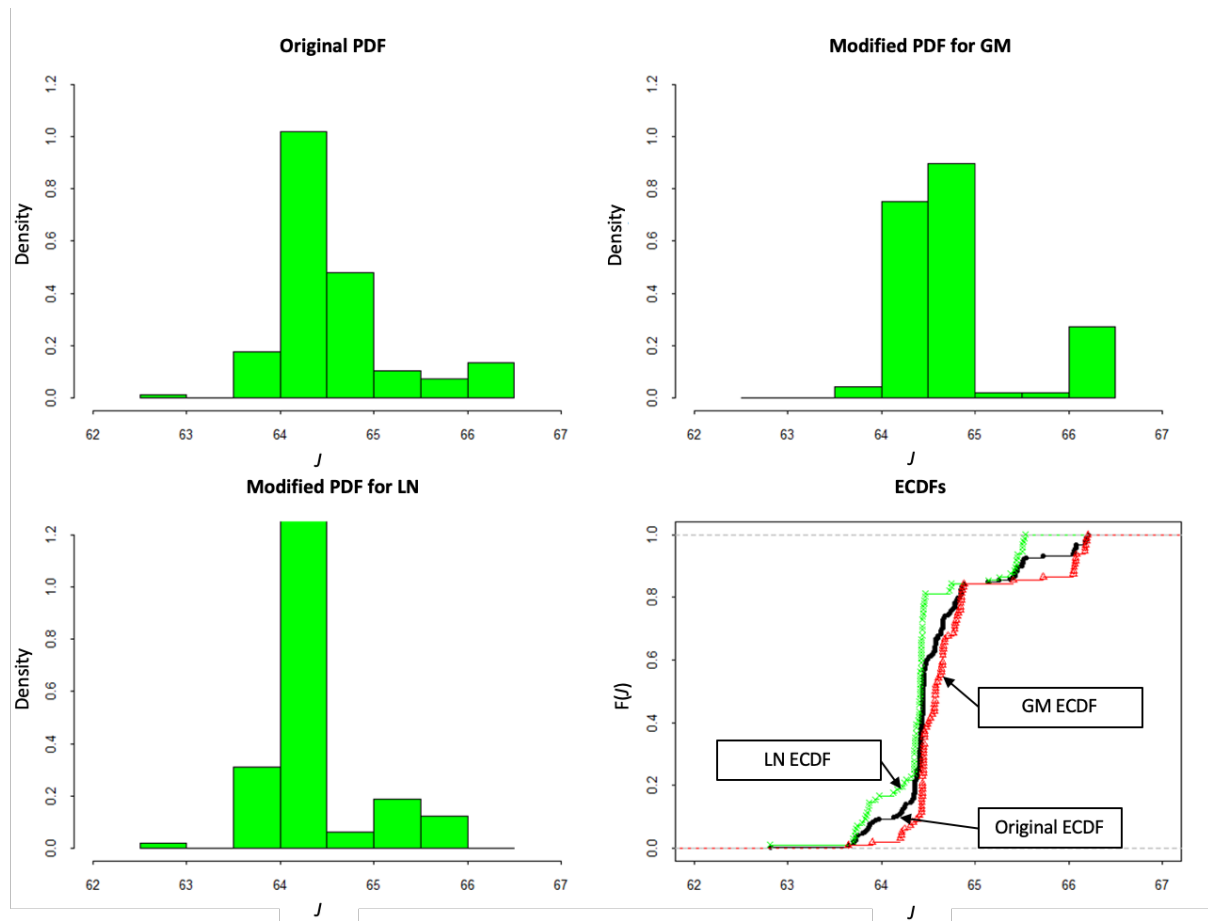 Original PDF
Density
0.0 0.2 0.4 0.6 0.8 1.0 1.2
62 63 64 65 66 67
J
Modified PDF for GM
Density
0.0 0.2 0.4 0.6 0.8 1.0 1.2
62 63 64 65 66 67
J
Modified PDF for LN
Density
0.0 0.2 0.4 0.6 0.8 1.0 1.2
62 63 64 65 66 67
J
ECDFs
F(J)
0.0 0.2 0.4 0.6 0.8 1.0
GM ECDF
LN ECDF
Original ECDF
62 63 64 65 66 67
J